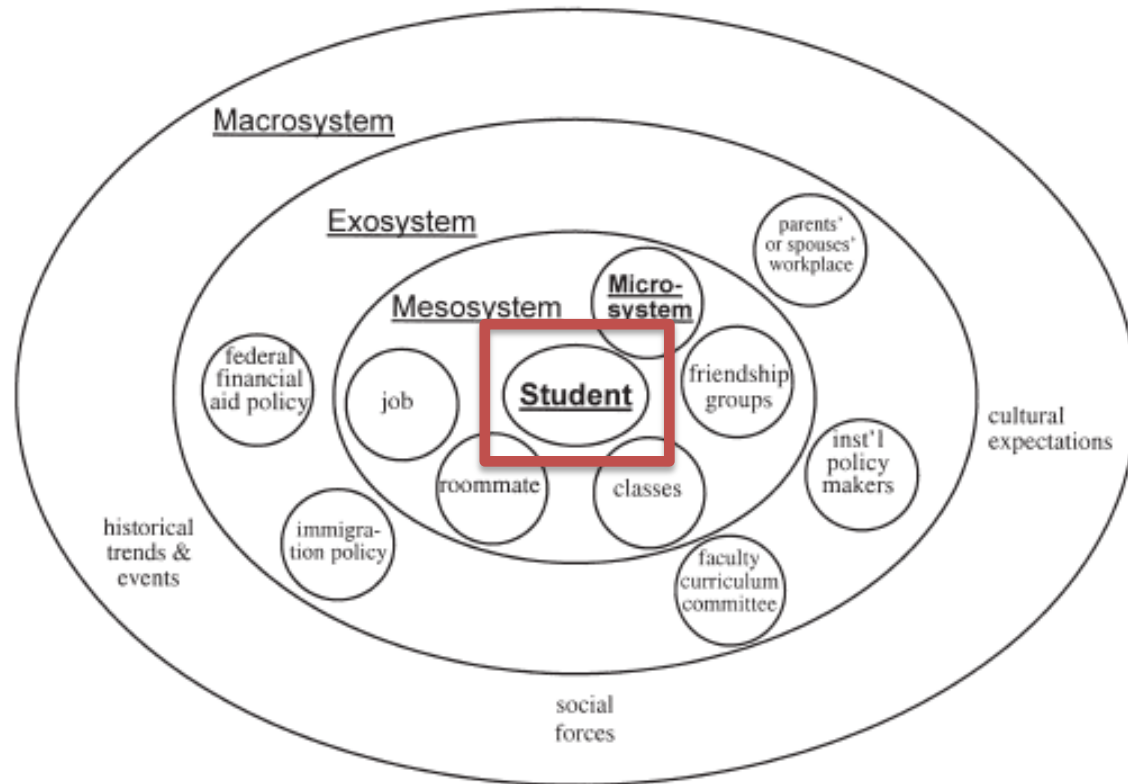 Macrosystem
Exosystem
Mesosystem
Micro-
system
Student
parents'
or spouses'
workplace
federal
financial
aid policy
job
friendship
groups
cultural
expectations
inst'l
policy
makers
roommate
classes
historical
trends &
events
immigra-
tion policy
faculty
curriculum
committee
social
forces